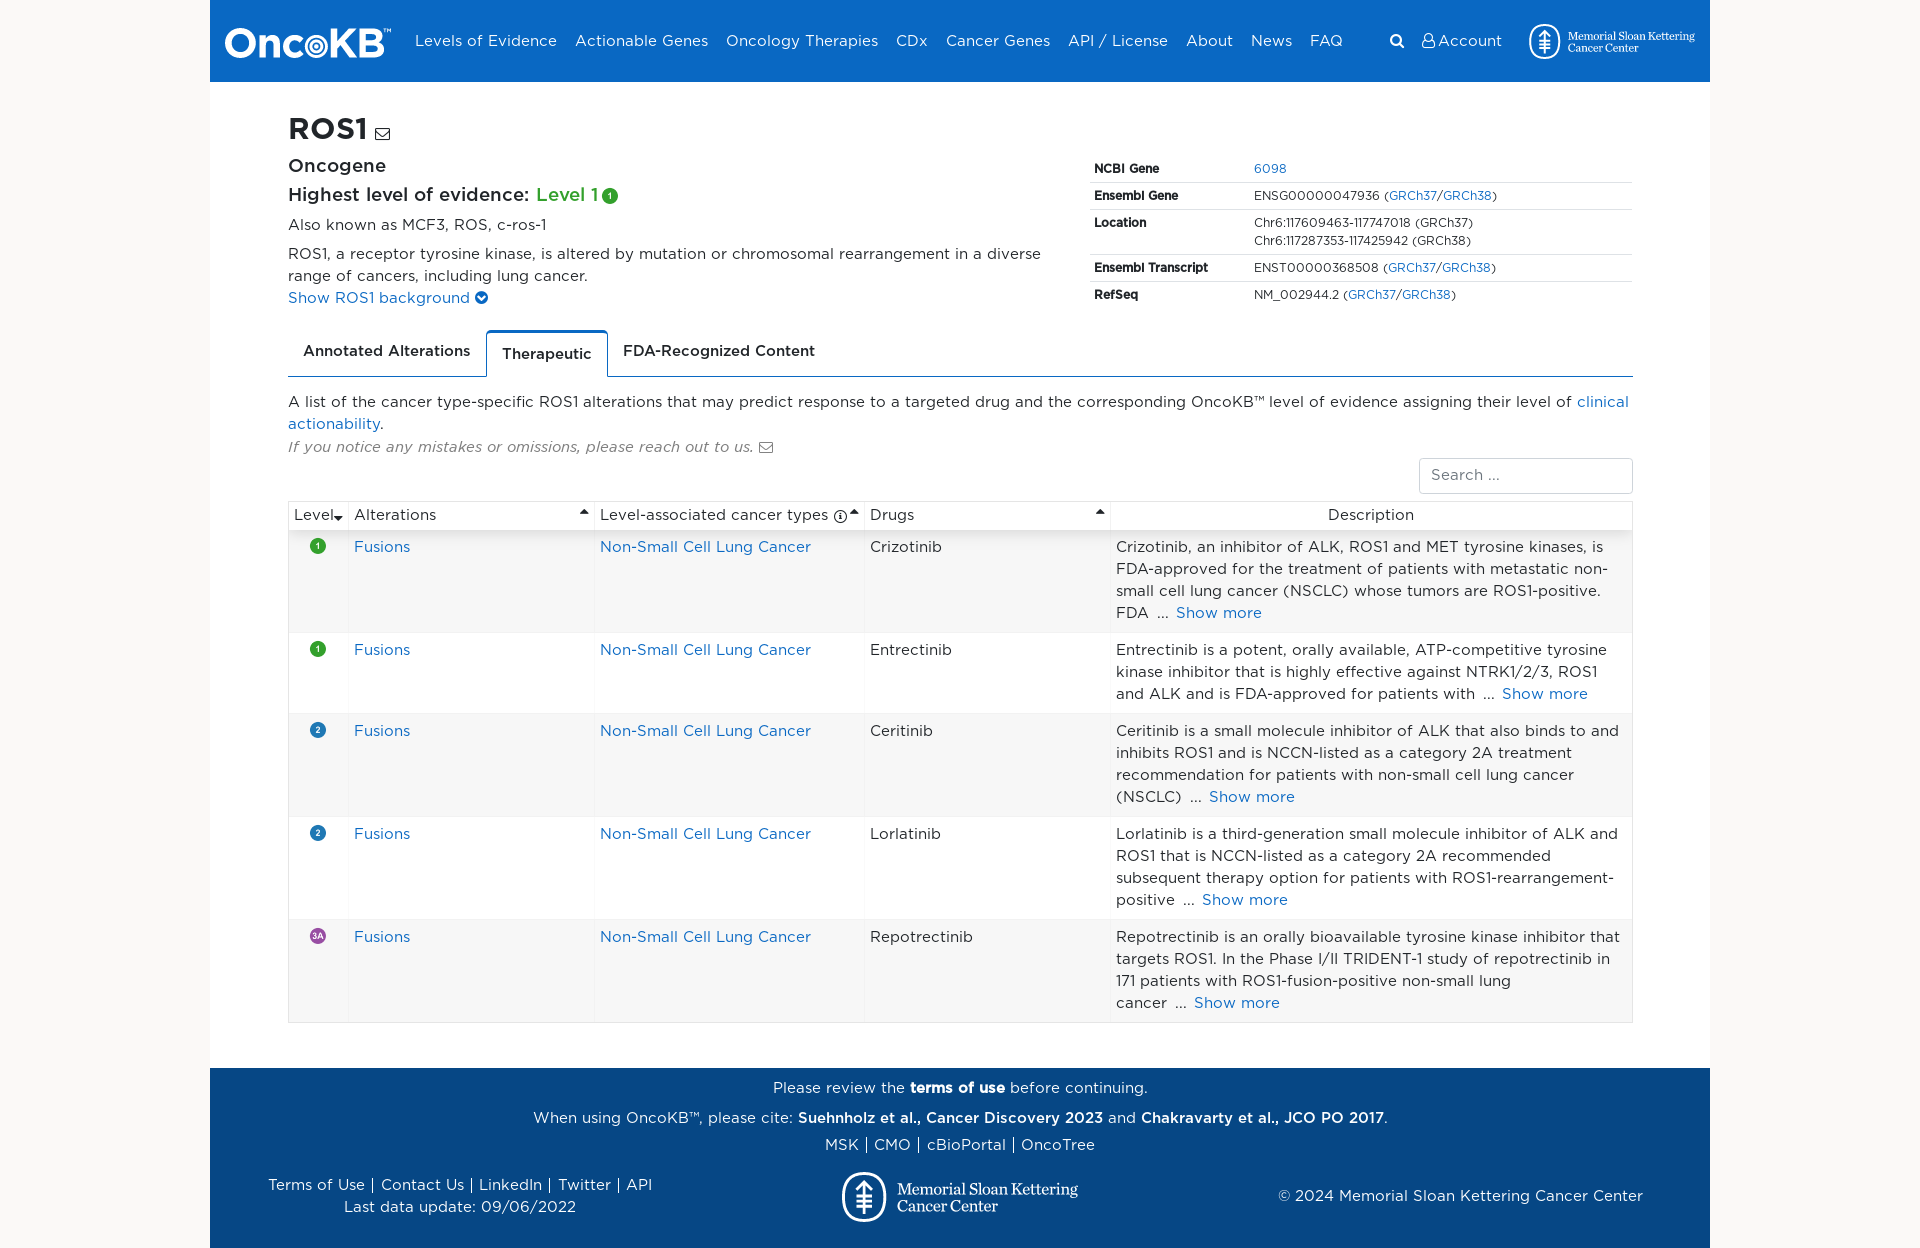 OncoKB™
Levels of Evidence Actionable Genes Oncology Therapies CDx Cancer Genes API / License About News FAQ Account
Memorial Sloan Kettering
Cancer Center
ROS1
Oncogene
Highest level of evidence: Level 1 1
Also known as MCF3, ROS, c-ros-1
ROS1, a receptor tyrosine kinase, is altered by mutation or chromosomal rearrangement in a diverse
range of cancers, including lung cancer.
Show ROS1 background
NCBI Gene 6098
Ensembl Gene ENSG00000047936 (GRCh37/GRCh38)
Location Chr6:117609463-117747018 (GRCh37)
Chr6:117287353-117425942 (GRCh38)
Ensembl Transcript ENST00000368508 (GRCh37/GRCh38)
RefSeq NM_002944.2 (GRCh37/GRCh38)
Annotated Alterations Therapeutic FDA-Recognized Content
A list of the cancer type-specific ROS1 alterations that may predict response to a targeted drug and the corresponding OncoKB™ level of evidence assigning their level of clinical
actionability.
If you notice any mistakes or omissions, please reach out to us.
Search ...
Level Alterations Level-associated cancer types Drugs Description
1 Fusions Non-Small Cell Lung Cancer Crizotinib Crizotinib, an inhibitor of ALK, ROS1 and MET tyrosine kinases, is
FDA-approved for the treatment of patients with metastatic non-
small cell lung cancer (NSCLC) whose tumors are ROS1-positive.
FDA ... Show more
1 Fusions Non-Small Cell Lung Cancer Entrectinib Entrectinib is a potent, orally available, ATP-competitive tyrosine
kinase inhibitor that is highly effective against NTRK1/2/3, ROS1
and ALK and is FDA-approved for patients with ... Show more
2 Fusions Non-Small Cell Lung Cancer Ceritinib Ceritinib is a small molecule inhibitor of ALK that also binds to and
inhibits ROS1 and is NCCN-listed as a category 2A treatment
recommendation for patients with non-small cell lung cancer
(NSCLC) ... Show more
2 Fusions Non-Small Cell Lung Cancer Lorlatinib Lorlatinib is a third-generation small molecule inhibitor of ALK and
ROS1 that is NCCN-listed as a category 2A recommended
subsequent therapy option for patients with ROS1-rearrangement-
positive ... Show more
3A Fusions Non-Small Cell Lung Cancer Repotrectinib Repotrectinib is an orally bioavailable tyrosine kinase inhibitor that
targets ROS1. In the Phase I/II TRIDENT-1 study of repotrectinib in
171 patients with ROS1-fusion-positive non-small lung
cancer ... Show more
Please review the terms of use before continuing.
When using OncoKB™, please cite: Suehnholz et al., Cancer Discovery 2023 and Chakravarty et al., JCO PO 2017.
MSK | CMO | cBioPortal | OncoTree
Terms of Use | Contact Us | LinkedIn | Twitter | API
Last data update: 09/06/2022
Memorial Sloan Kettering
Cancer Center
© 2024 Memorial Sloan Kettering Cancer Center